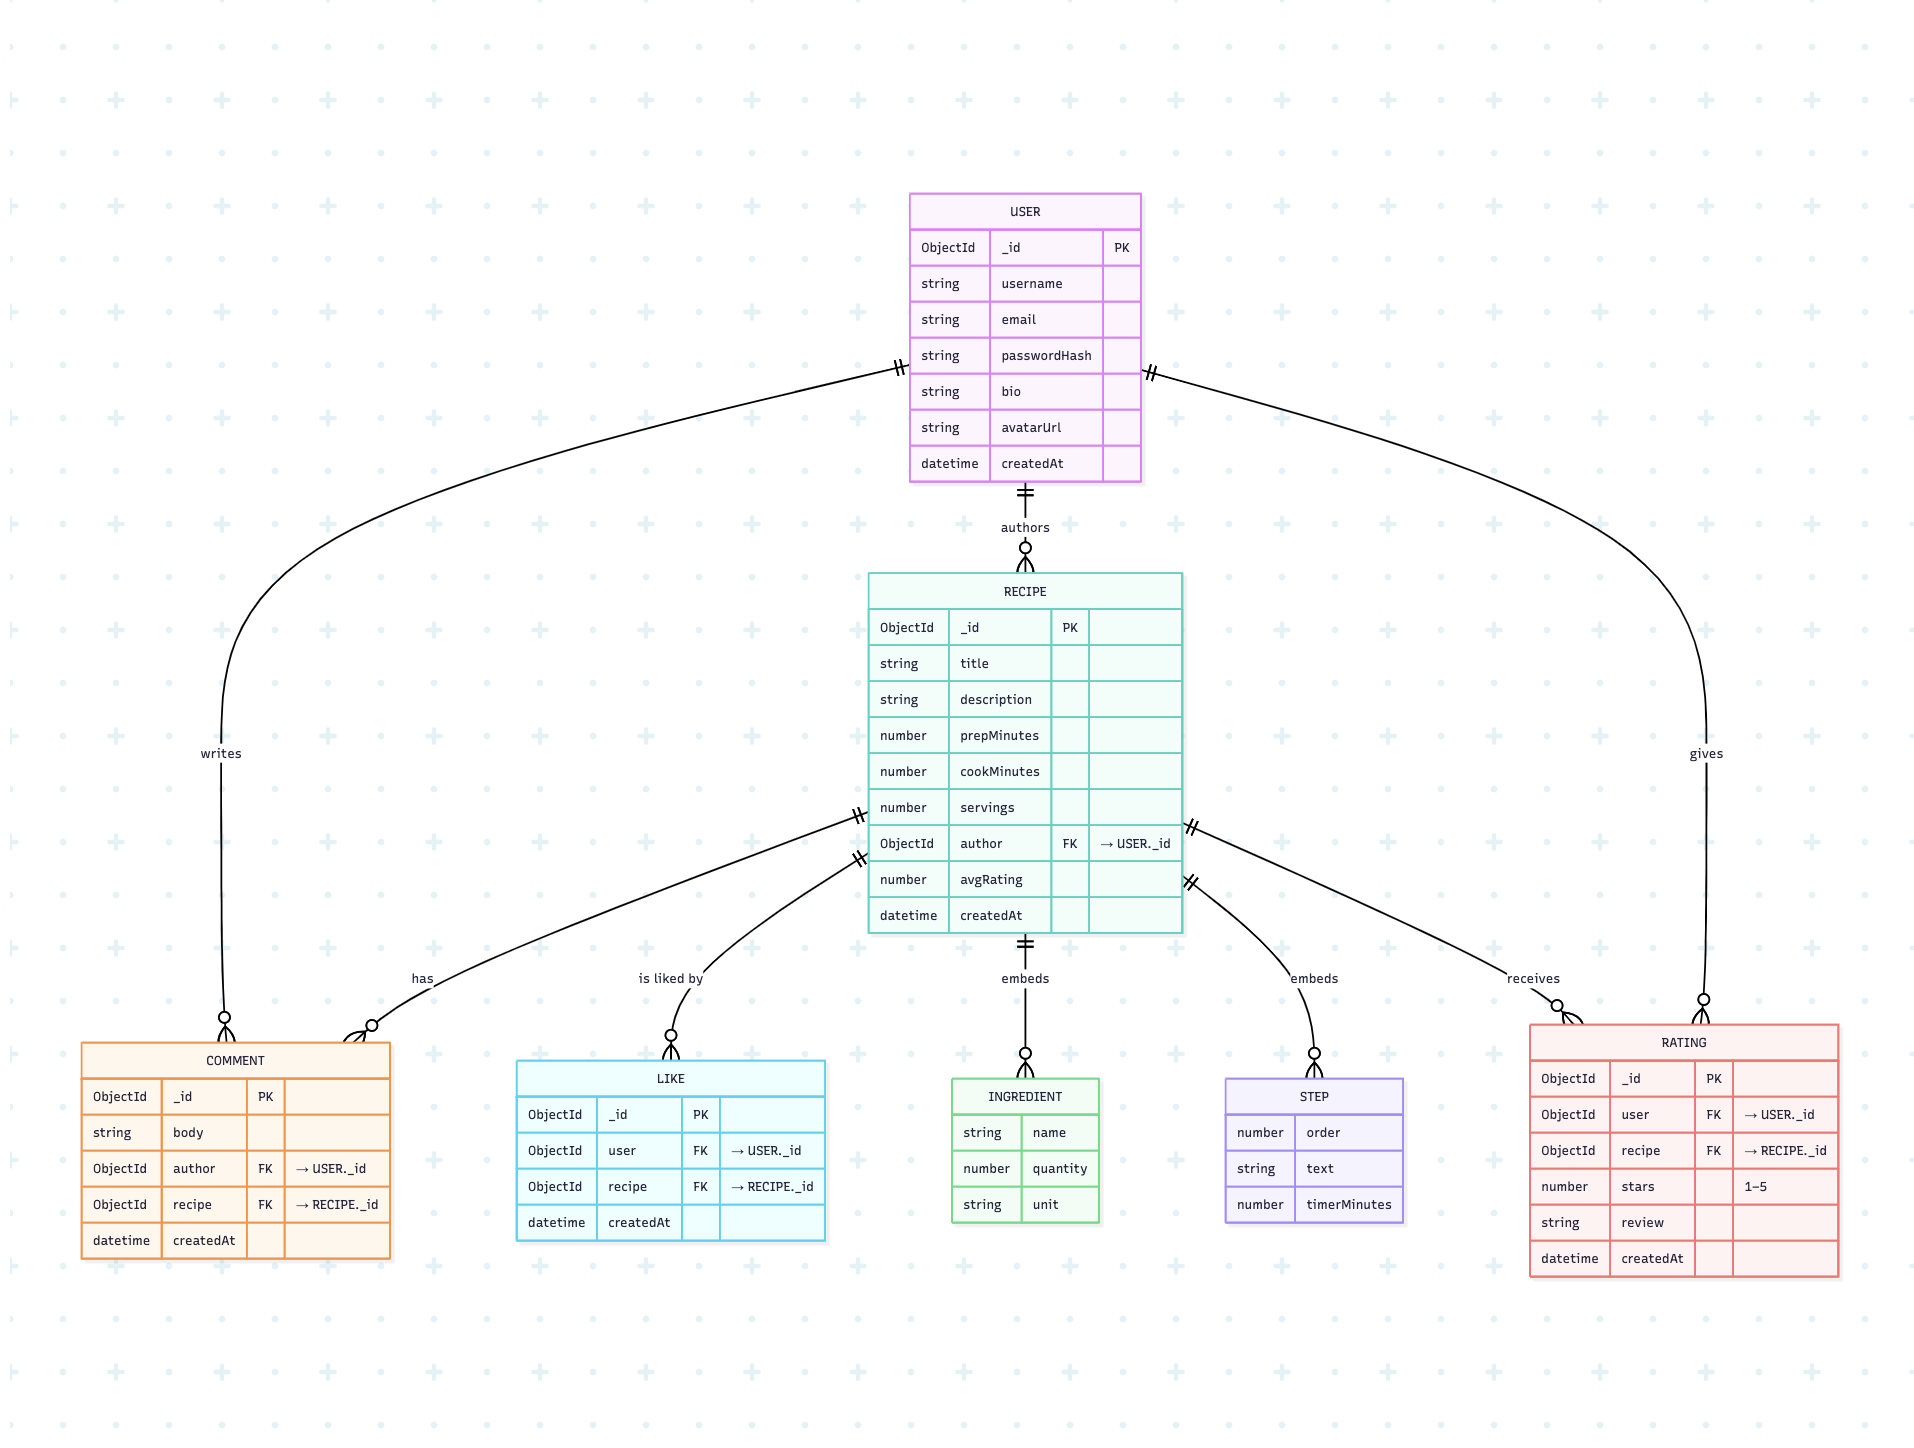 USER
ObjectId _id PK
string username
string email
string passwordHash
string bio
string avatarUrl
datetime createdAt
authors
RECIPE
ObjectId _id PK
string title
string description
number prepMinutes
number cookMinutes
number servings
ObjectId author FK → USER._id
number avgRating
datetime createdAt
writes
gives
has
is liked by
embeds
embeds
receives
COMMENT
ObjectId _id PK
string body
ObjectId author FK → USER._id
ObjectId recipe FK → RECIPE._id
datetime createdAt
LIKE
ObjectId _id PK
ObjectId user FK → USER._id
ObjectId recipe FK → RECIPE._id
datetime createdAt
INGREDIENT
string name
number quantity
string unit
STEP
number order
string text
number timerMinutes
RATING
ObjectId _id PK
ObjectId user FK → USER._id
ObjectId recipe FK → RECIPE._id
number stars 1–5
string review
datetime createdAt